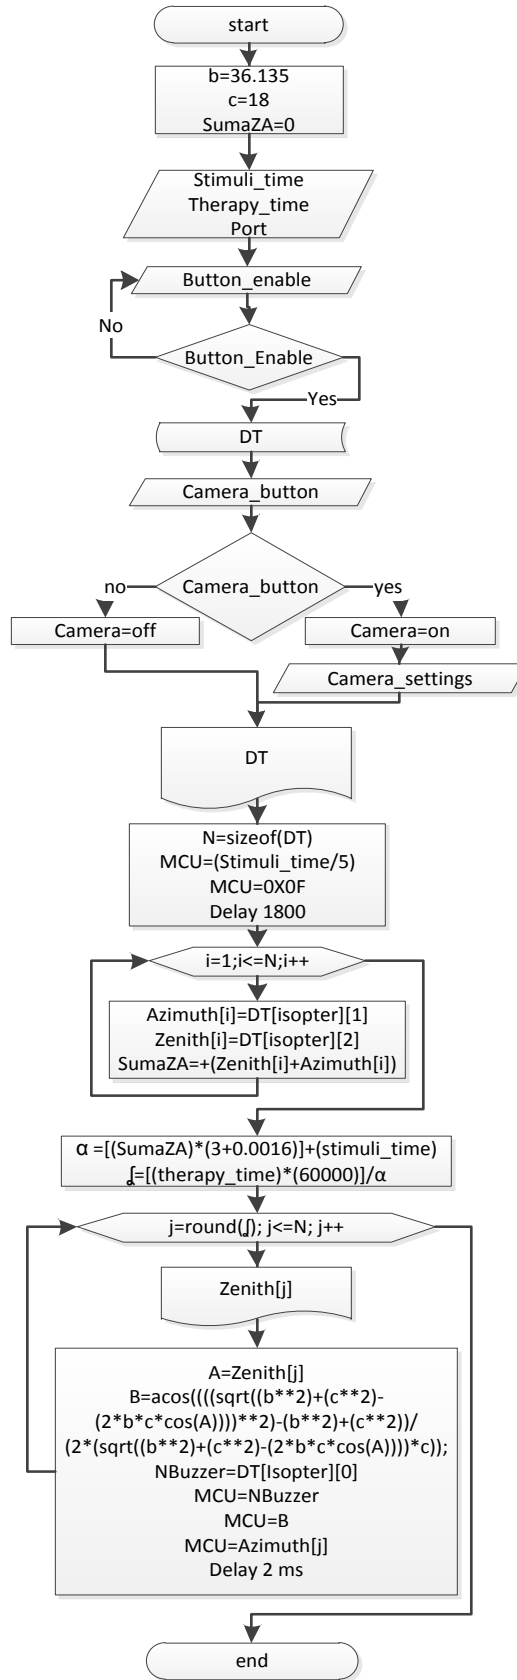 start
b=36.135
c=18
SumaZA=0
Stimuli_time
Therapy_time
Port
Button_enable
No
Button_Enable
Yes
DT
Camera_button
Camera_button
no
yes
Camera=off
Camera=on
Camera_settings
DT
N=sizeof(DT)
MCU=(Stimuli_time/5)
MCU=0X0F
Delay 1800
i=1;i<=N;i++
Azimuth[i]=DT[isopter][1]
Zenith[i]=DT[isopter][2]
SumaZA=+(Zenith[i]+Azimuth[i])
α =[(SumaZA)*(3+0.0016)]+(stimuli_time)
=[(therapy_time)*(60000)]/α
j=round(); j<=N; j++
Zenith[j]
A=Zenith[j]
B=acos((((sqrt((b**2)+(c**2)-
(2*b*c*cos(A))))**2)-(b**2)+(c**2))/
(2*(sqrt((b**2)+(c**2)-(2*b*c*cos(A))))*c));
NBuzzer=DT[Isopter][0]
MCU=NBuzzer
MCU=B
MCU=Azimuth[j]
Delay 2 ms
end